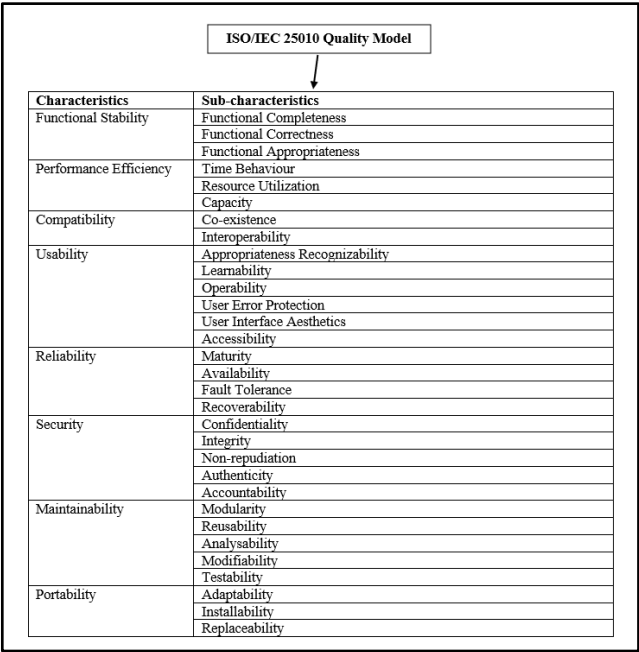 ISO/IEC 25010 Quality Model
Characteristics Sub-characteristics
Functional Stability Functional Completeness
Functional Correctness
Functional Appropriateness
Performance Efficiency Time Behaviour
Resource Utilization
Capacity
Compatibility Co-existence
Interoperability
Usability Appropriateness Recognizability
Learnability
Operability
User Error Protection
User Interface Aesthetics
Accessibility
Reliability Maturity
Availability
Fault Tolerance
Recoverability
Security Confidentiality
Integrity
Non-repudiation
Authenticity
Accountability
Maintainability Modularity
Reusability
Analysability
Modifiability
Testability
Portability Adaptability
Installability
Replaceability